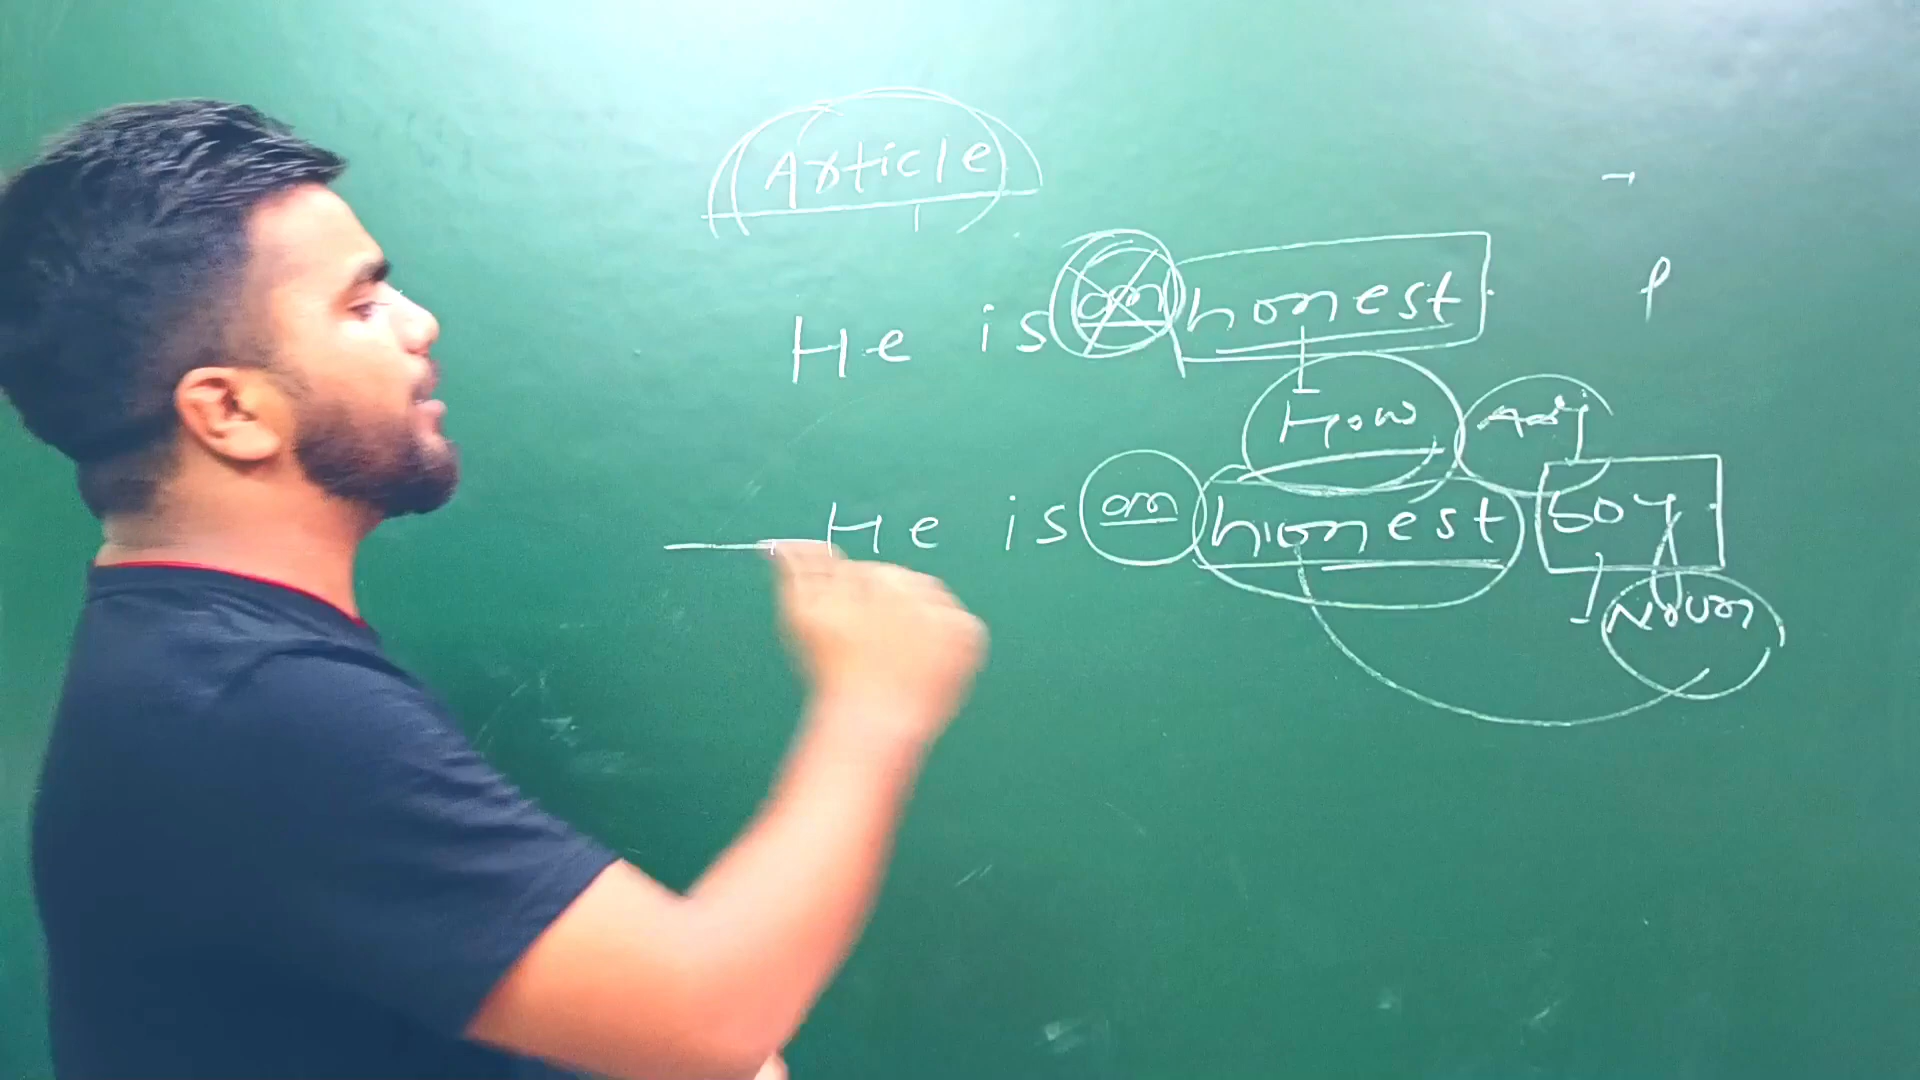 Article
He is an honest
How Adj
He is an honest boy
Noun